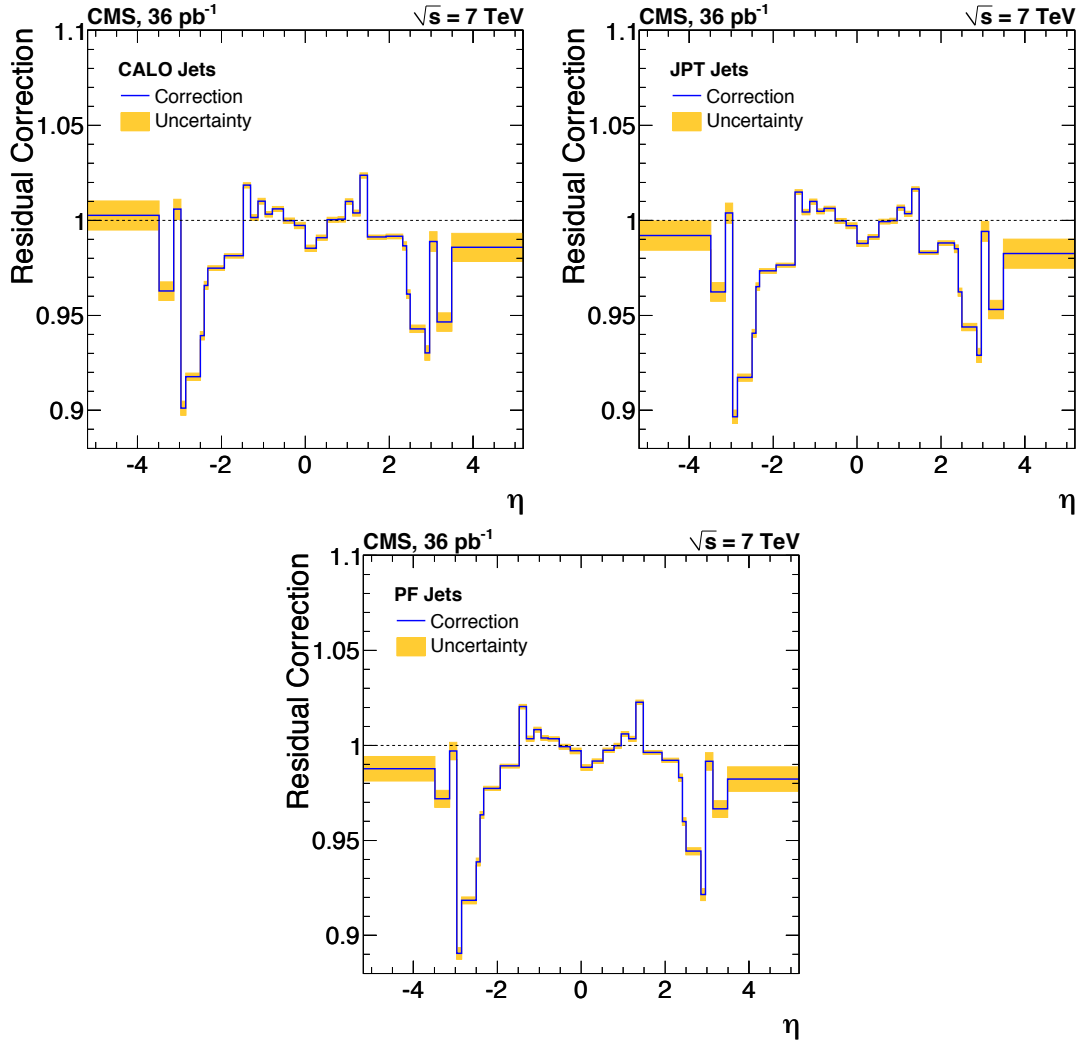 CMS, 36 pb⁻¹ √s = 7 TeV
CALO Jets
Correction
Uncertainty
Residual Correction
1.1
1.05
1
0.95
0.9
-4 -2 0 2 4
η
CMS, 36 pb⁻¹ √s = 7 TeV
JPT Jets
Correction
Uncertainty
Residual Correction
1.1
1.05
1
0.95
0.9
-4 -2 0 2 4
η
CMS, 36 pb⁻¹ √s = 7 TeV
PF Jets
Correction
Uncertainty
Residual Correction
1.1
1.05
1
0.95
0.9
-4 -2 0 2 4
η